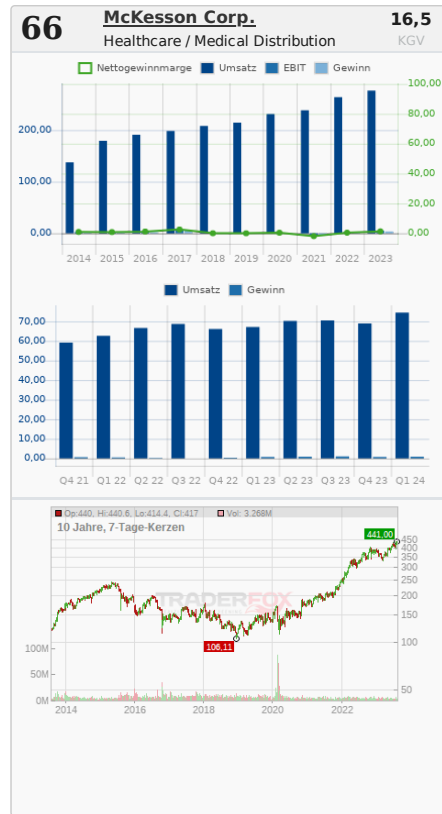 66
McKesson Corp.
Healthcare / Medical Distribution
16,5
KGV
Nettogewinnmarge Umsatz EBIT Gewinn
100,00
80,00
60,00
40,00
20,00
0,00
200,00
100,00
0,00
2014 2015 2016 2017 2018 2019 2020 2021 2022 2023
Umsatz Gewinn
70,00
60,00
50,00
40,00
30,00
20,00
10,00
0,00
Q4 21 Q1 22 Q2 22 Q3 22 Q4 22 Q1 23 Q2 23 Q3 23 Q4 23 Q1 24
Op:440, Hi:440.6, Lo:414.4, Cl:417 Vol: 3.268M
10 Jahre, 7-Tage-Kerzen
441,00
450
400
350
300
250
200
150
100
50
TRADERFOX
106,11
100M
50M
0M
2014 2016 2018 2020 2022